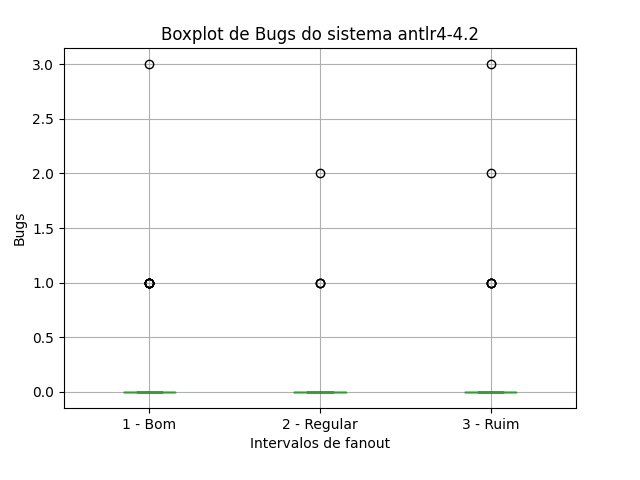 Boxplot de Bugs do sistema antlr4-4.2
3.0
2.5
2.0
1.5
1.0
0.5
0.0
Bugs
1 - Bom
2 - Regular
3 - Ruim
Intervalos de fanout